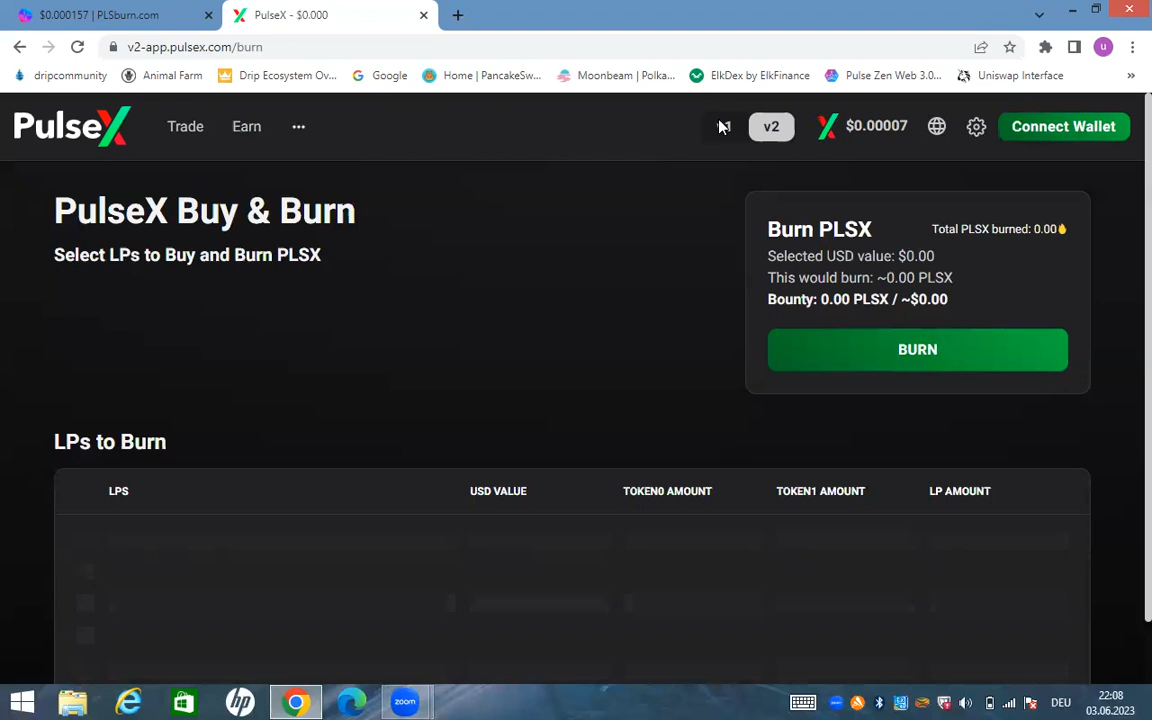 $0.000157 | PLSburn.com
PulseX - $0.000
v2-app.pulsex.com/burn
u
dripcommunity
Animal Farm
Drip Ecosystem Ov...
Google
Home | PancakeSw...
Moonbeam | Polka...
ElkDex by ElkFinance
Pulse Zen Web 3.0...
Uniswap Interface
»
PulseX
Trade
Earn
v2
$0.00007
Connect Wallet
PulseX Buy & Burn
Select LPs to Buy and Burn PLSX
Burn PLSX
Total PLSX burned: 0.00
Selected USD value: $0.00
This would burn: ~0.00 PLSX
Bounty: 0.00 PLSX / ~$0.00
BURN
LPs to Burn
LPS
USD VALUE
TOKEN0 AMOUNT
TOKEN1 AMOUNT
LP AMOUNT
hp
zoom
DEU
22:08
03.06.2023